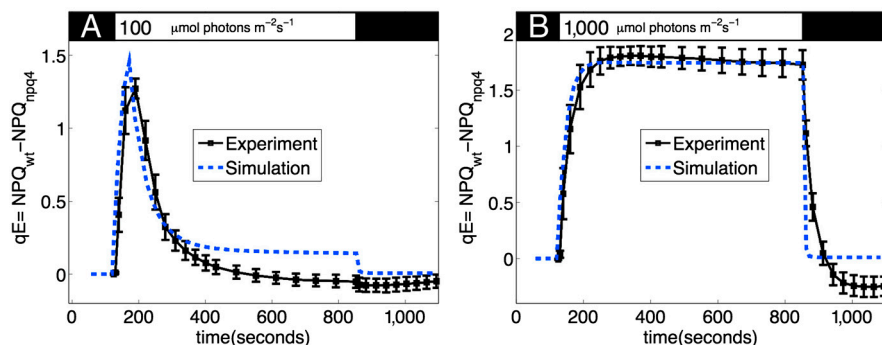 A 100 μmol photons m⁻²s⁻¹
qE= NPQwt−NPQnpq4
1.5
1
0.5
0
Experiment
Simulation
0 200 400 600 800 1,000
time(seconds)
B 1,000 μmol photons m⁻²s⁻¹
qE= NPQwt−NPQnpq4
2
1.5
1
0.5
0
Experiment
Simulation
0 200 400 600 800 1,000
time(seconds)